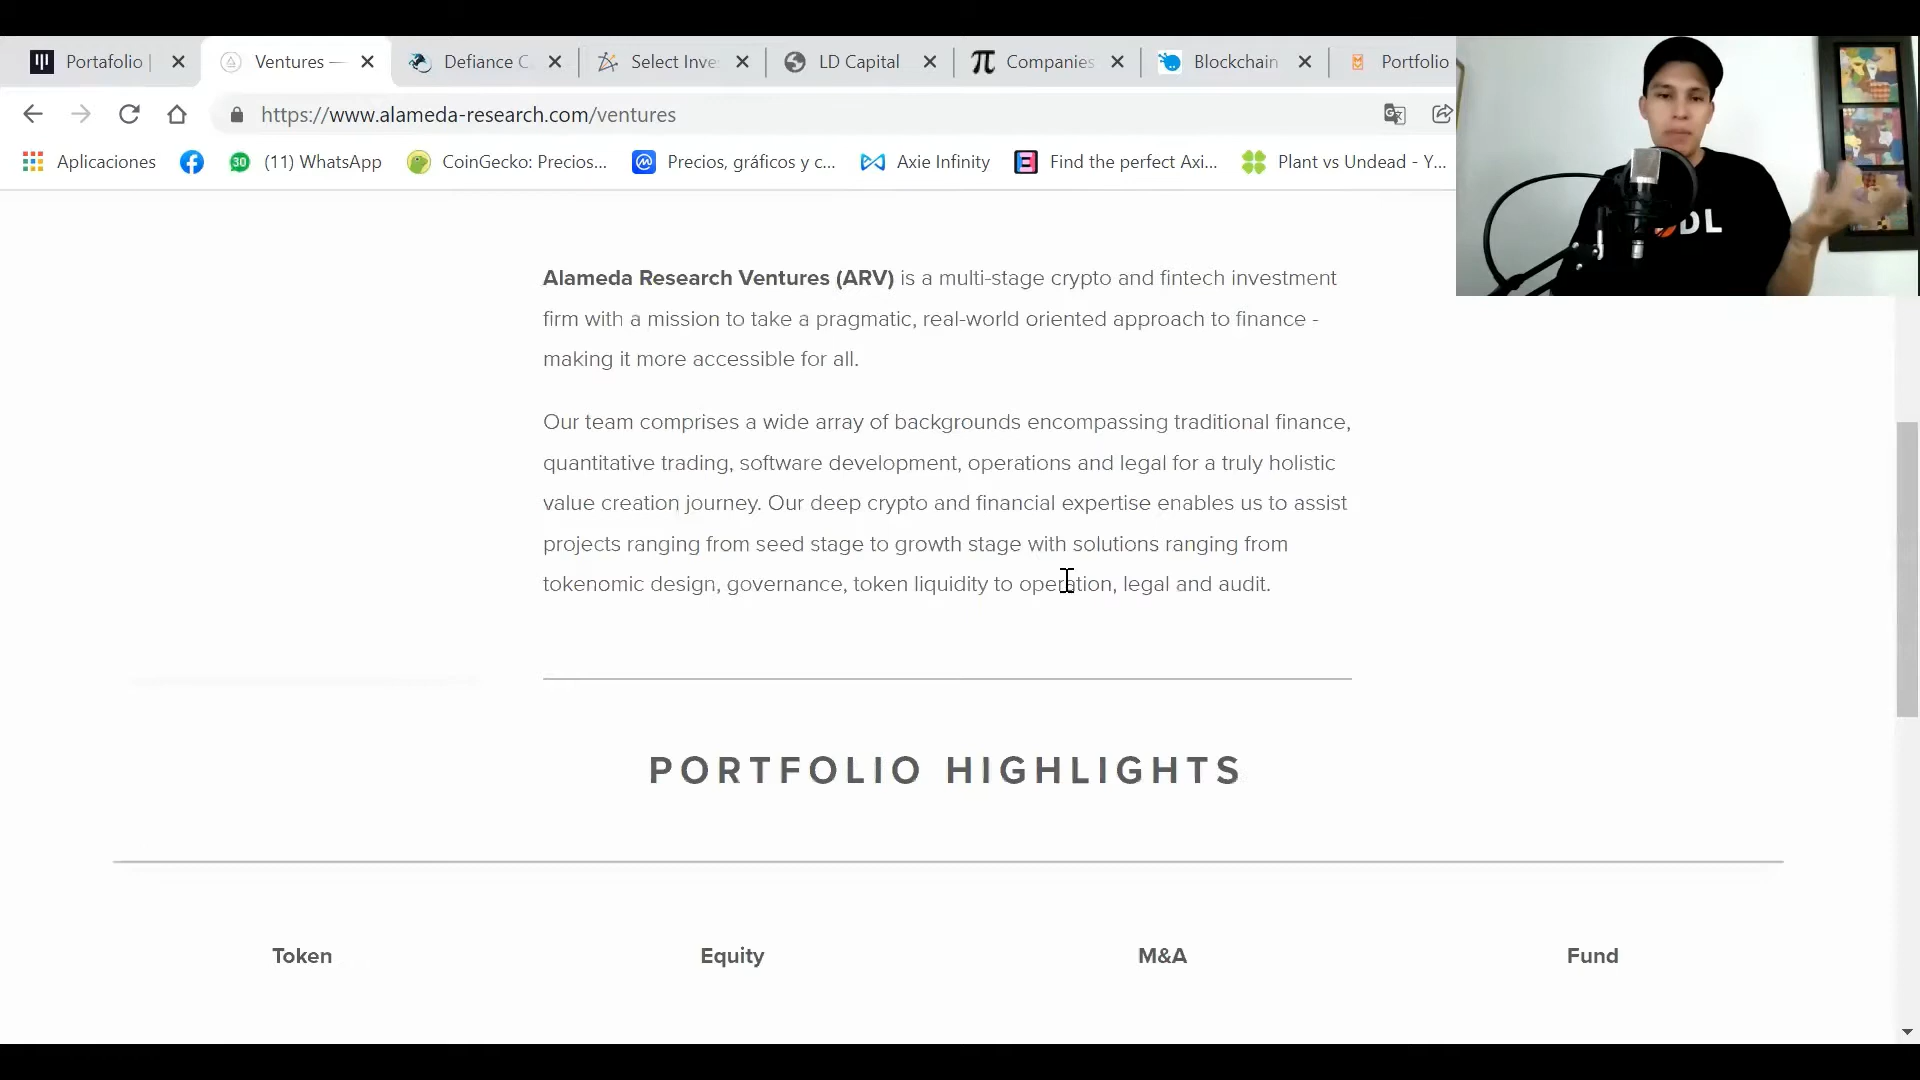 Portafolio |
Ventures —
Defiance C
Select Inve
LD Capital
Companies
Blockchain
Portfolio
https://www.alameda-research.com/ventures
Aplicaciones
30
(11) WhatsApp
CoinGecko: Precios...
Precios, gráficos y c...
Axie Infinity
Find the perfect Axi...
Plant vs Undead - Y...
DL
Alameda Research Ventures (ARV) is a multi-stage crypto and fintech investment
firm with a mission to take a pragmatic, real-world oriented approach to finance -
making it more accessible for all.
Our team comprises a wide array of backgrounds encompassing traditional finance,
quantitative trading, software development, operations and legal for a truly holistic
value creation journey. Our deep crypto and financial expertise enables us to assist
projects ranging from seed stage to growth stage with solutions ranging from
tokenomic design, governance, token liquidity to operation, legal and audit.
PORTFOLIO HIGHLIGHTS
Token
Equity
M&A
Fund